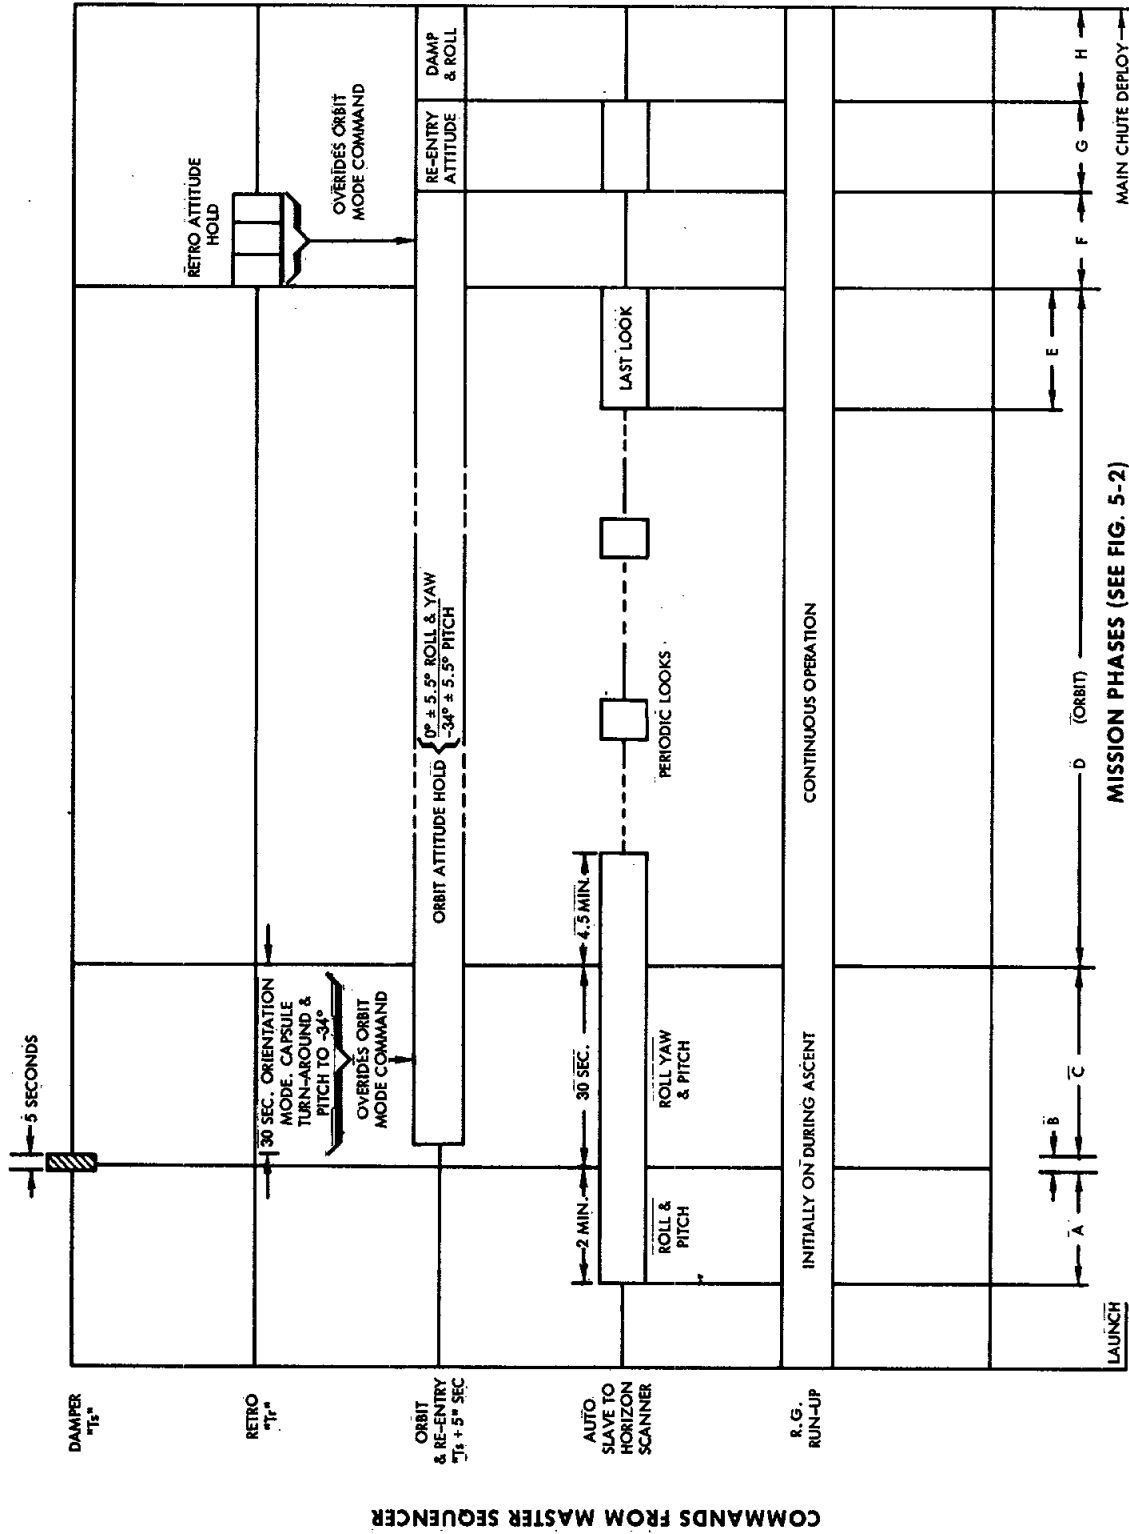 COMMANDS FROM MASTER SEQUENCER
DAMPER
"Ts"
5 SECONDS
RETRO
"Tr"
30 SEC. ORIENTATION
MODE. CAPSULE
TURN-AROUND &
PITCH TO -34°
OVERIDES ORBIT
MODE COMMAND
RETRO ATTITUDE
HOLD
OVERIDES ORBIT
MODE COMMAND
ORBIT
& RE-ENTRY
"Ts + 5" SEC
ORBIT ATTITUDE HOLD
0° ± 5.5° ROLL & YAW
-34° ± 5.5° PITCH
RE-ENTRY
ATTITUDE
DAMP
& ROLL
AUTO
SLAVE TO
HORIZON
SCANNER
2 MIN.
30 SEC.
4.5 MIN.
ROLL &
PITCH
ROLL YAW
& PITCH
PERIODIC LOOKS
LAST LOOK
R.G.
RUN-UP
INITIALLY ON DURING ASCENT
CONTINUOUS OPERATION
LAUNCH
A
B
C
D (ORBIT)
E
F
G
H
MAIN CHUTE DEPLOY
MISSION PHASES (SEE FIG. 5-2)